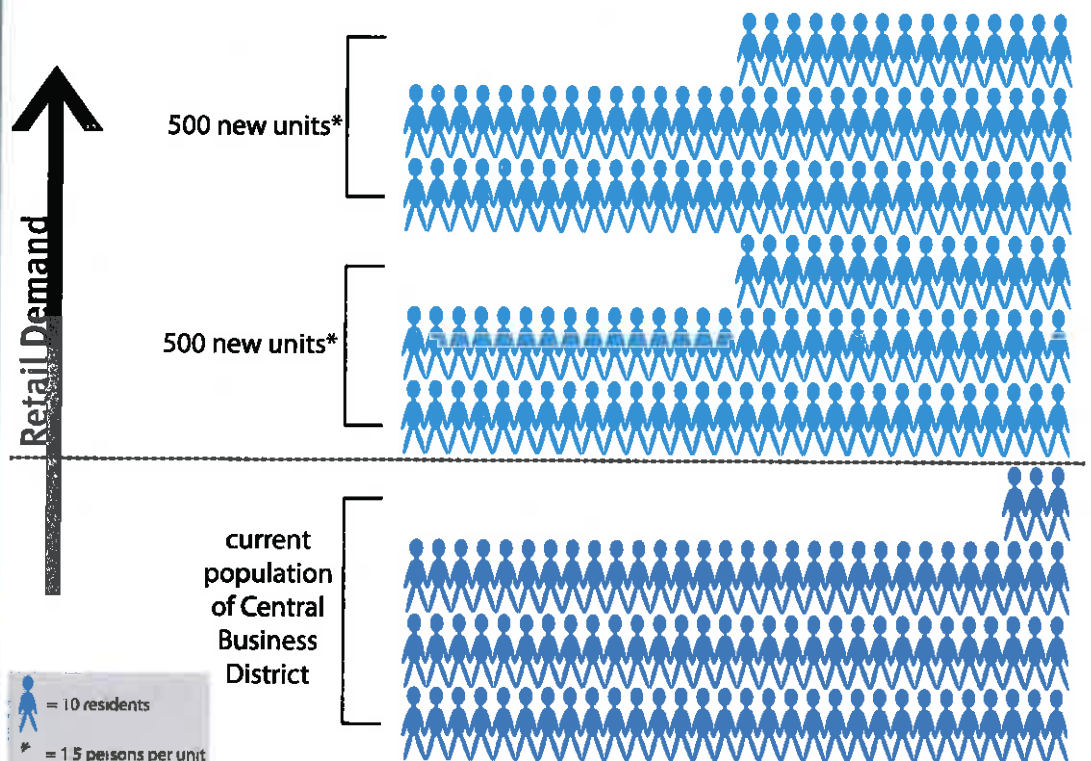 500 new units*
Retail Demand
500 new units*
current
population
of Central
Business
District
= 10 residents
* = 1.5 persons per unit